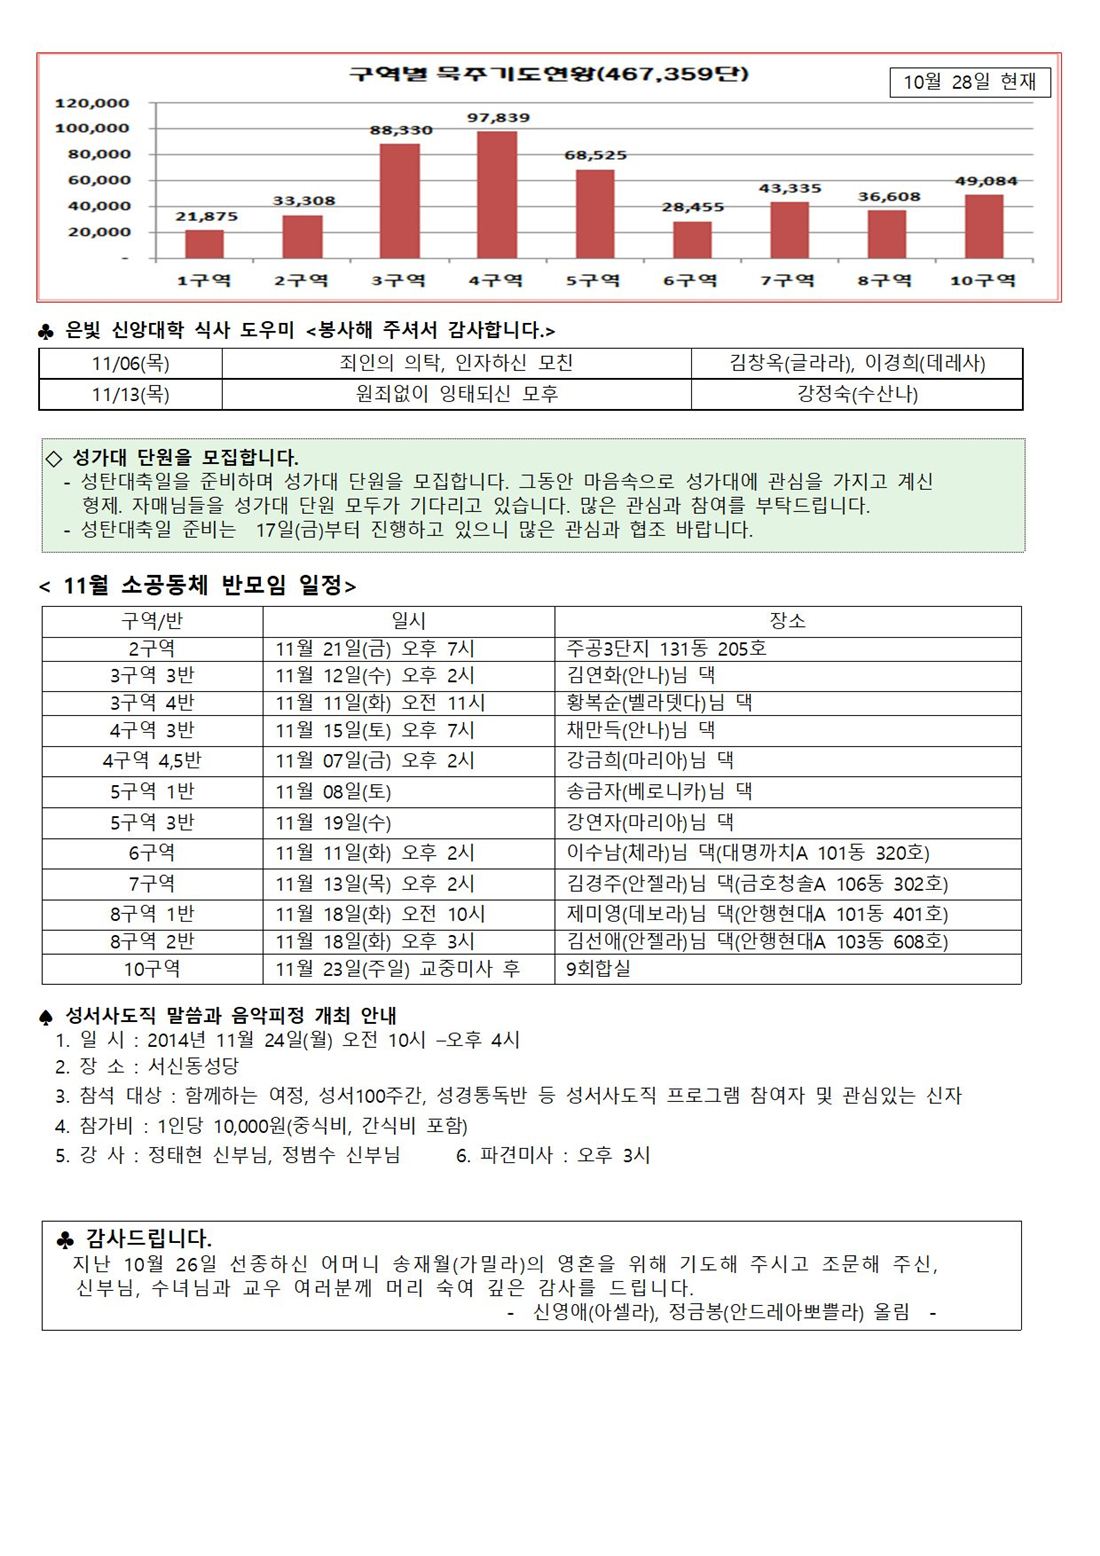 구역별 묵주기도현황(467,359단)
10월 28일 현재
120,000
100,000
80,000
60,000
40,000
20,000
-
21,875
33,308
88,330
97,839
68,525
28,455
43,335
36,608
49,084
1구역 2구역 3구역 4구역 5구역 6구역 7구역 8구역 10구역
♣ 은빛 신앙대학 식사 도우미 <봉사해 주셔서 감사합니다.>
11/06(목) 죄인의 의탁, 인자하신 모친 김창옥(글라라), 이경희(데레사)
11/13(목) 원죄없이 잉태되신 모후 강정숙(수산나)
◇ 성가대 단원을 모집합니다.
- 성탄대축일을 준비하며 성가대 단원을 모집합니다. 그동안 마음속으로 성가대에 관심을 가지고 계신
형제. 자매님들을 성가대 단원 모두가 기다리고 있습니다. 많은 관심과 참여를 부탁드립니다.
- 성탄대축일 준비는 17일(금)부터 진행하고 있으니 많은 관심과 협조 바랍니다.
< 11월 소공동체 반모임 일정>
구역/반 일시 장소
2구역 11월 21일(금) 오후 7시 주공3단지 131동 205호
3구역 3반 11월 12일(수) 오후 2시 김연화(안나)님 댁
3구역 4반 11월 11일(화) 오전 11시 황복순(벨라뎃다)님 댁
4구역 3반 11월 15일(토) 오후 7시 채만득(안나)님 댁
4구역 4,5반 11월 07일(금) 오후 2시 강금희(마리아)님 댁
5구역 1반 11월 08일(토) 송금자(베로니카)님 댁
5구역 3반 11월 19일(수) 강연자(마리아)님 댁
6구역 11월 11일(화) 오후 2시 이수남(체라)님 댁(대명까치A 101동 320호)
7구역 11월 13일(목) 오후 2시 김경주(안젤라)님 댁(금호청솔A 106동 302호)
8구역 1반 11월 18일(화) 오전 10시 제미영(데보라)님 댁(안행현대A 101동 401호)
8구역 2반 11월 18일(화) 오후 3시 김선애(안젤라)님 댁(안행현대A 103동 608호)
10구역 11월 23일(주일) 교중미사 후 9회합실
♠ 성서사도직 말씀과 음악피정 개최 안내
1. 일 시 : 2014년 11월 24일(월) 오전 10시 –오후 4시
2. 장 소 : 서신동성당
3. 참석 대상 : 함께하는 여정, 성서100주간, 성경통독반 등 성서사도직 프로그램 참여자 및 관심있는 신자
4. 참가비 : 1인당 10,000원(중식비, 간식비 포함)
5. 강 사 : 정태현 신부님, 정범수 신부님 6. 파견미사 : 오후 3시
♣ 감사드립니다.
지난 10월 26일 선종하신 어머니 송재월(가밀라)의 영혼을 위해 기도해 주시고 조문해 주신,
신부님, 수녀님과 교우 여러분께 머리 숙여 깊은 감사를 드립니다.
- 신영애(아셀라), 정금봉(안드레아뽀쁠라) 올림 -